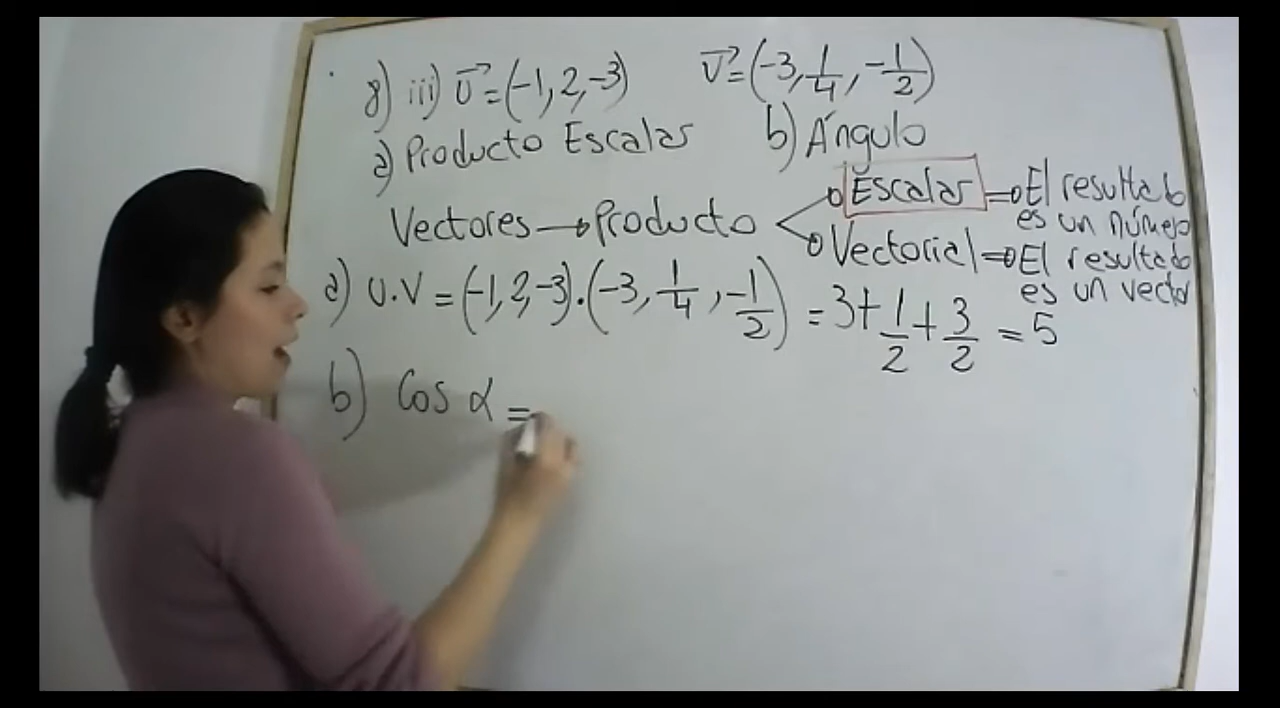 8) iii) U⃗=(-1,2,-3) V⃗=(-3,1/4,-1/2)
a) Producto Escalar b) Ángulo
Vectores → Producto
Escalar ⇒ El resultado
es un número
Vectorial ⇒ El resultado
es un vector
a) U.V = (-1,2,-3).(-3,1/4,-1/2) = 3+1/2+3/2 = 5
b) Cos α =